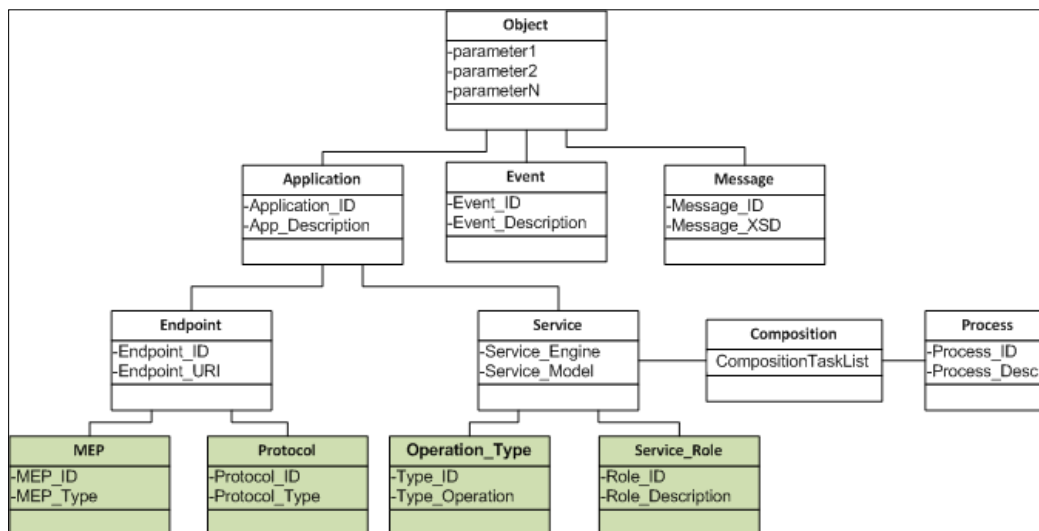 Object
-parameter1
-parameter2
-parameterN
Application
-Application_ID
-App_Description
Event
-Event_ID
-Event_Description
Message
-Message_ID
-Message_XSD
Endpoint
-Endpoint_ID
-Endpoint_URI
Service
-Service_Engine
-Service_Model
Composition
CompositionTaskList
Process
-Process_ID
-Process_Desc
MEP
-MEP_ID
-MEP_Type
Protocol
-Protocol_ID
-Protocol_Type
Operation_Type
-Type_ID
-Type_Operation
Service_Role
-Role_ID
-Role_Description